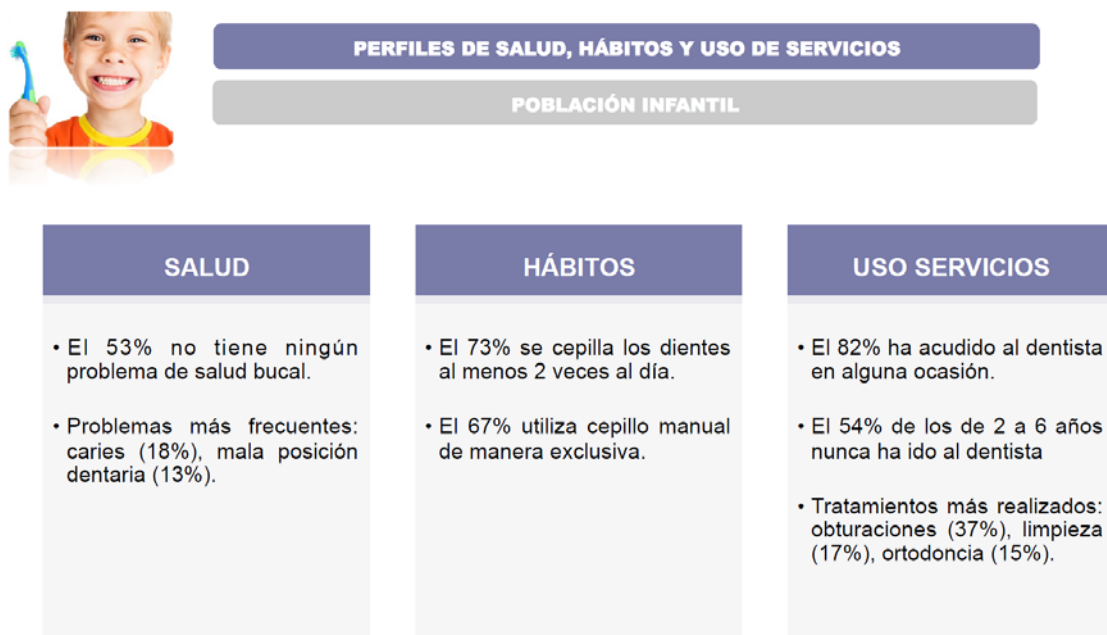 PERFILES DE SALUD, HÁBITOS Y USO DE SERVICIOS
POBLACIÓN INFANTIL
SALUD
• El 53% no tiene ningún
problema de salud bucal.
• Problemas más frecuentes:
caries (18%), mala posición
dentaria (13%).
HÁBITOS
• El 73% se cepilla los dientes
al menos 2 veces al día.
• El 67% utiliza cepillo manual
de manera exclusiva.
USO SERVICIOS
• El 82% ha acudido al dentista
en alguna ocasión.
• El 54% de los de 2 a 6 años
nunca ha ido al dentista
• Tratamientos más realizados:
obturaciones (37%), limpieza
(17%), ortodoncia (15%).